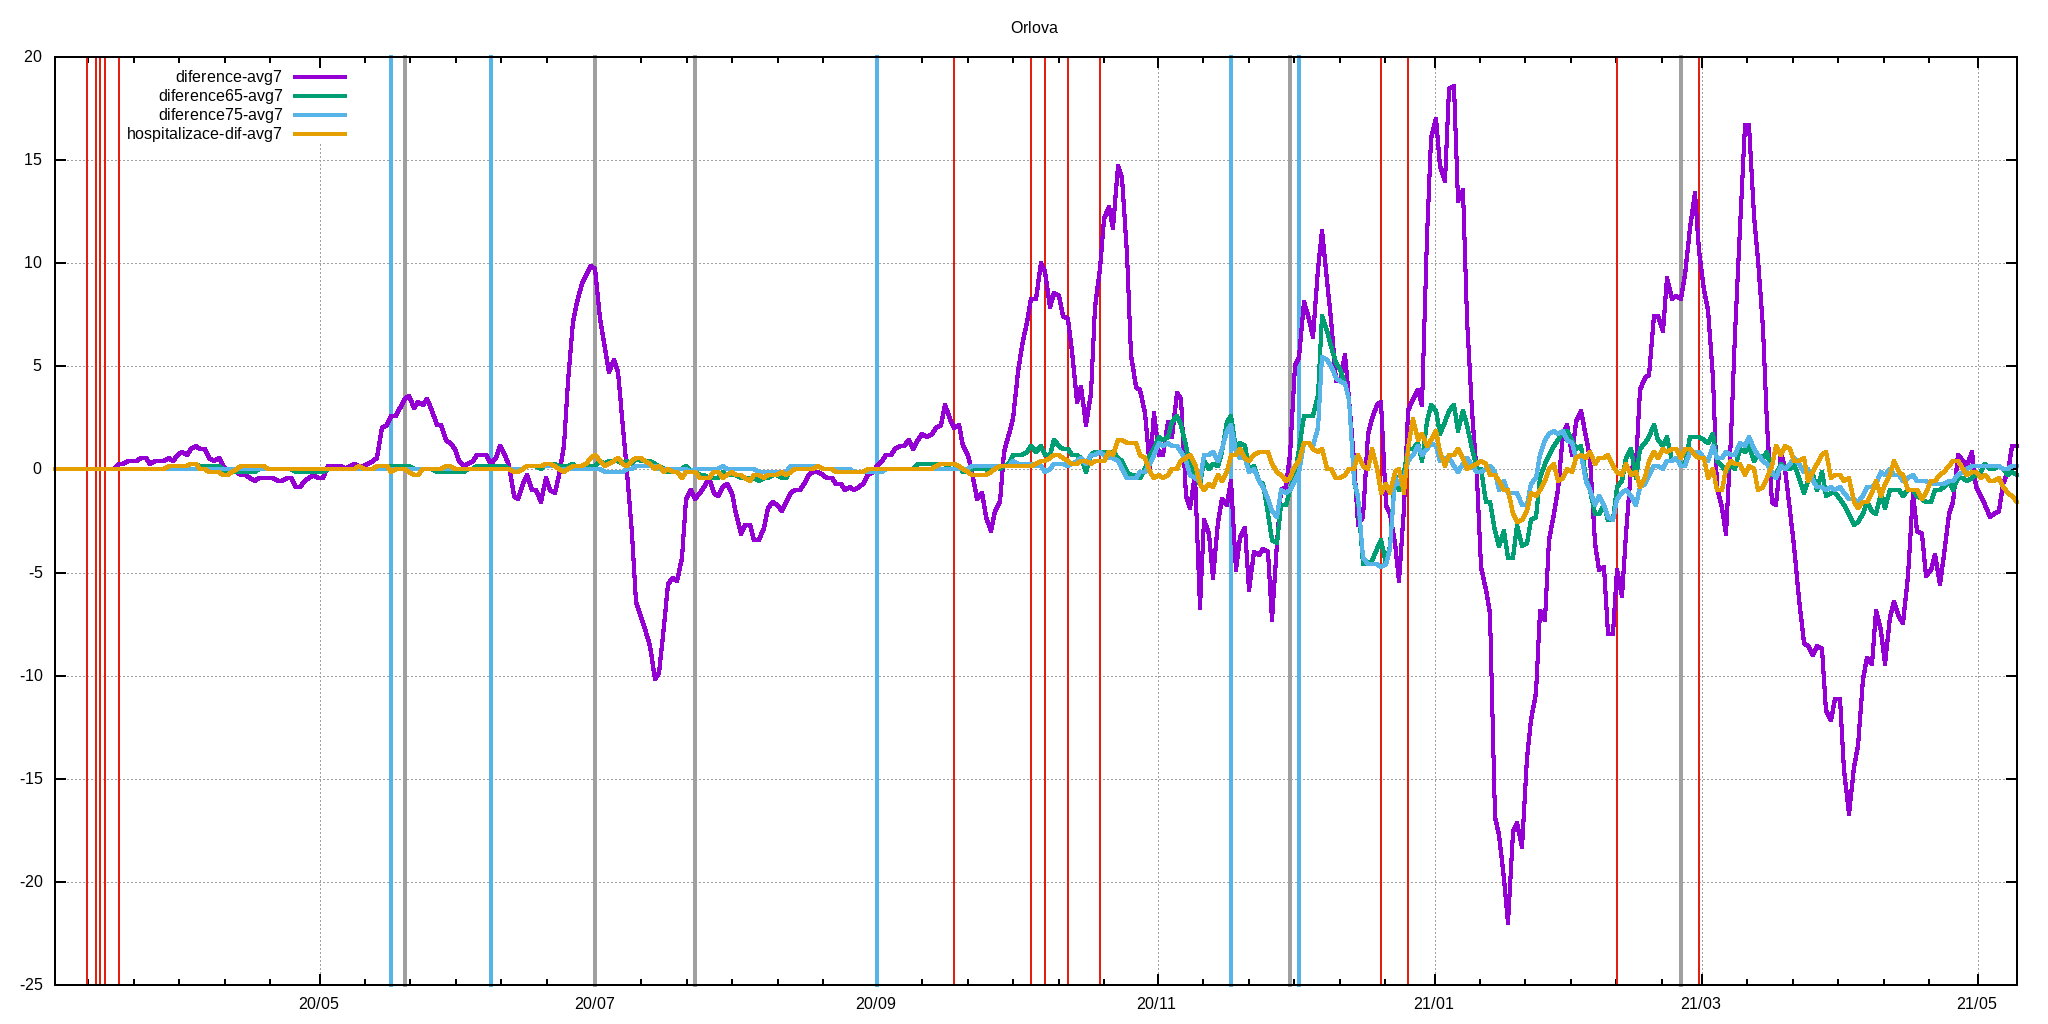 Orlova
diference-avg7
diference65-avg7
diference75-avg7
hospitalizace-dif-avg7
20
15
10
5
0
-5
-10
-15
-20
-25
20/05 20/07 20/09 20/11 21/01 21/03 21/05